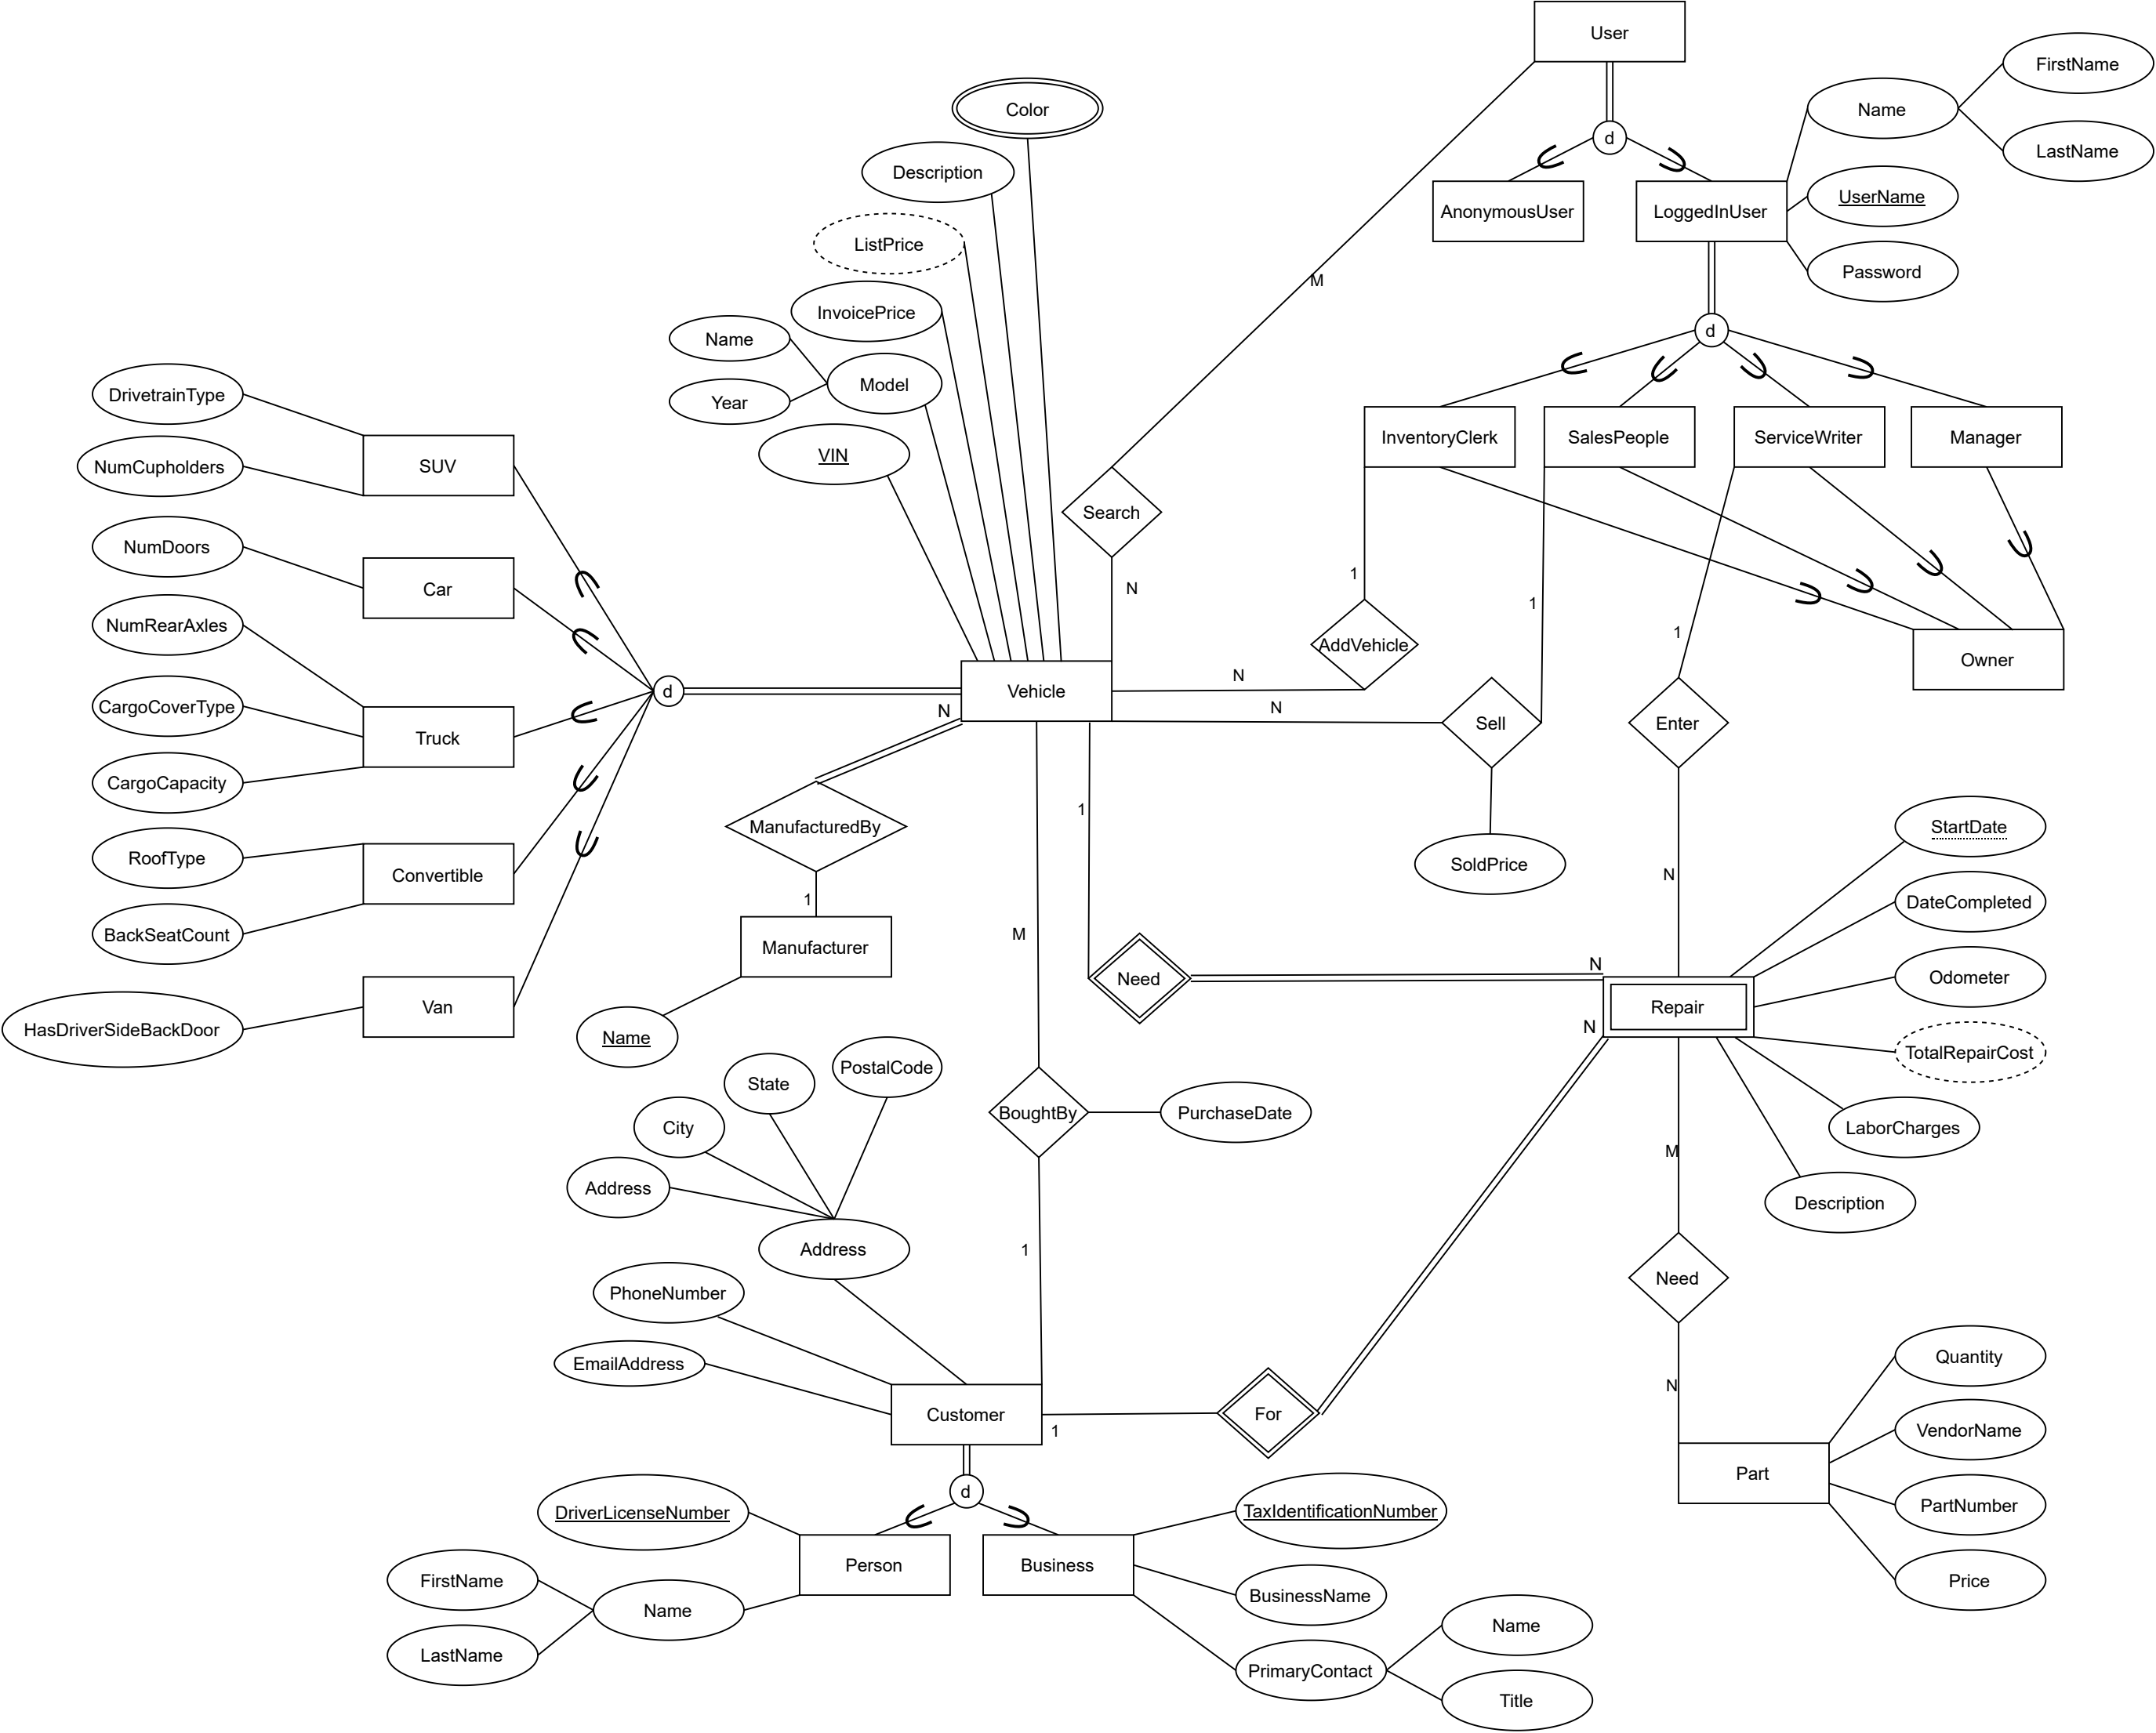 User
FirstName
Name
LastName
Color
d
Description
AnonymousUser
LoggedInUser
UserName
ListPrice
Password
M
InvoicePrice
Name
d
Model
Year
DrivetrainType
InventoryClerk
SalesPeople
ServiceWriter
Manager
VIN
SUV
NumCupholders
Search
NumDoors
Car
N
1
1
NumRearAxles
1
AddVehicle
Owner
N
d
Vehicle
N
N
CargoCoverType
Sell
Enter
Truck
CargoCapacity
1
ManufacturedBy
StartDate
RoofType
SoldPrice
Convertible
N
1
DateCompleted
BackSeatCount
M
Manufacturer
N
Need
Odometer
Van
Repair
HasDriverSideBackDoor
N
Name
TotalRepairCost
PostalCode
State
BoughtBy
PurchaseDate
City
LaborCharges
M
Address
Description
Address
1
Need
PhoneNumber
Quantity
EmailAddress
N
Customer
For
1
VendorName
Part
d
PartNumber
DriverLicenseNumber
TaxIdentificationNumber
Person
Business
FirstName
Price
BusinessName
Name
Name
LastName
PrimaryContact
Title